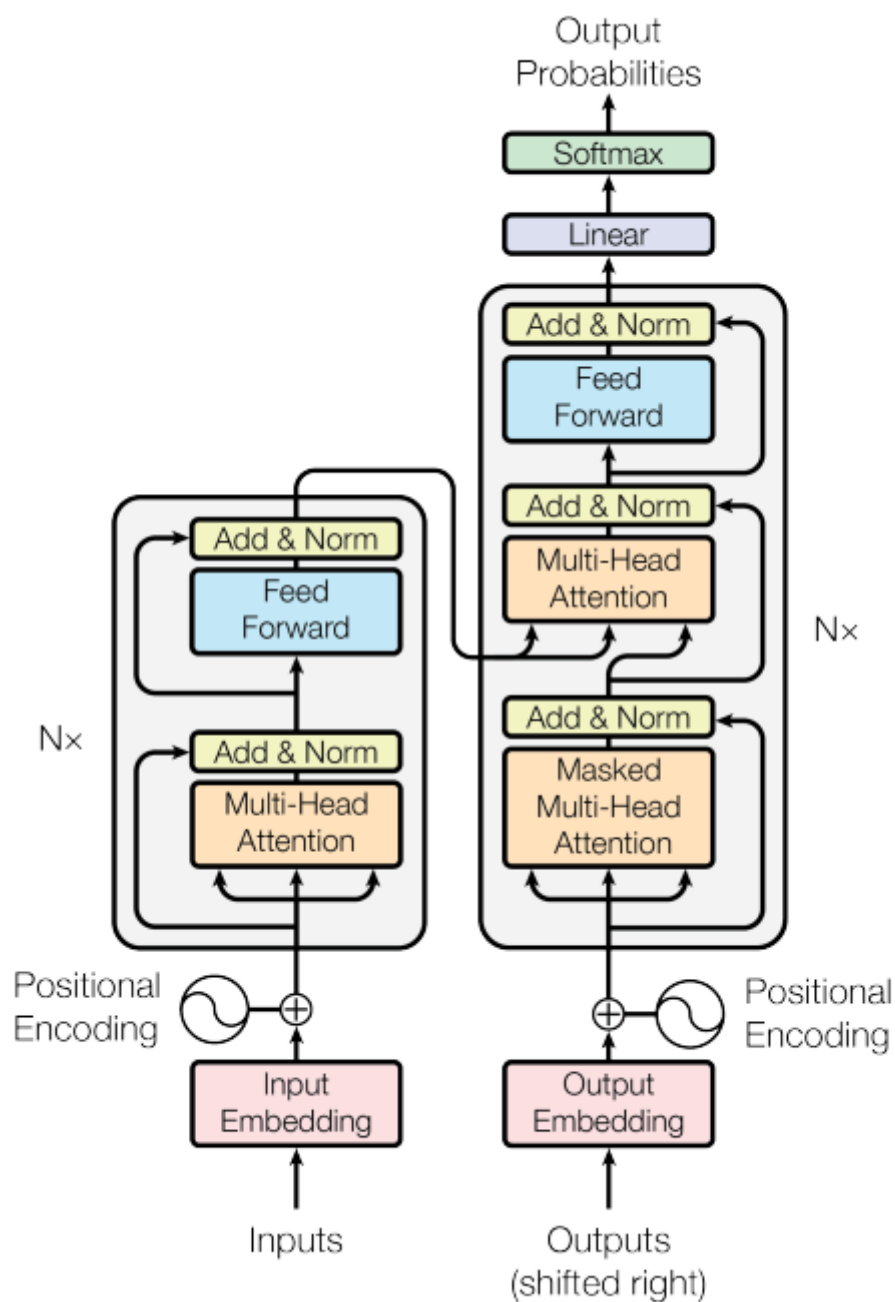 Output
Probabilities
Softmax
Linear
Add & Norm
Feed
Forward
Add & Norm
Multi-Head
Attention
Add & Norm
Masked
Multi-Head
Attention
N×
Add & Norm
Feed
Forward
Add & Norm
Multi-Head
Attention
N×
Positional
Encoding
Positional
Encoding
Input
Embedding
Output
Embedding
Inputs
Outputs
(shifted right)